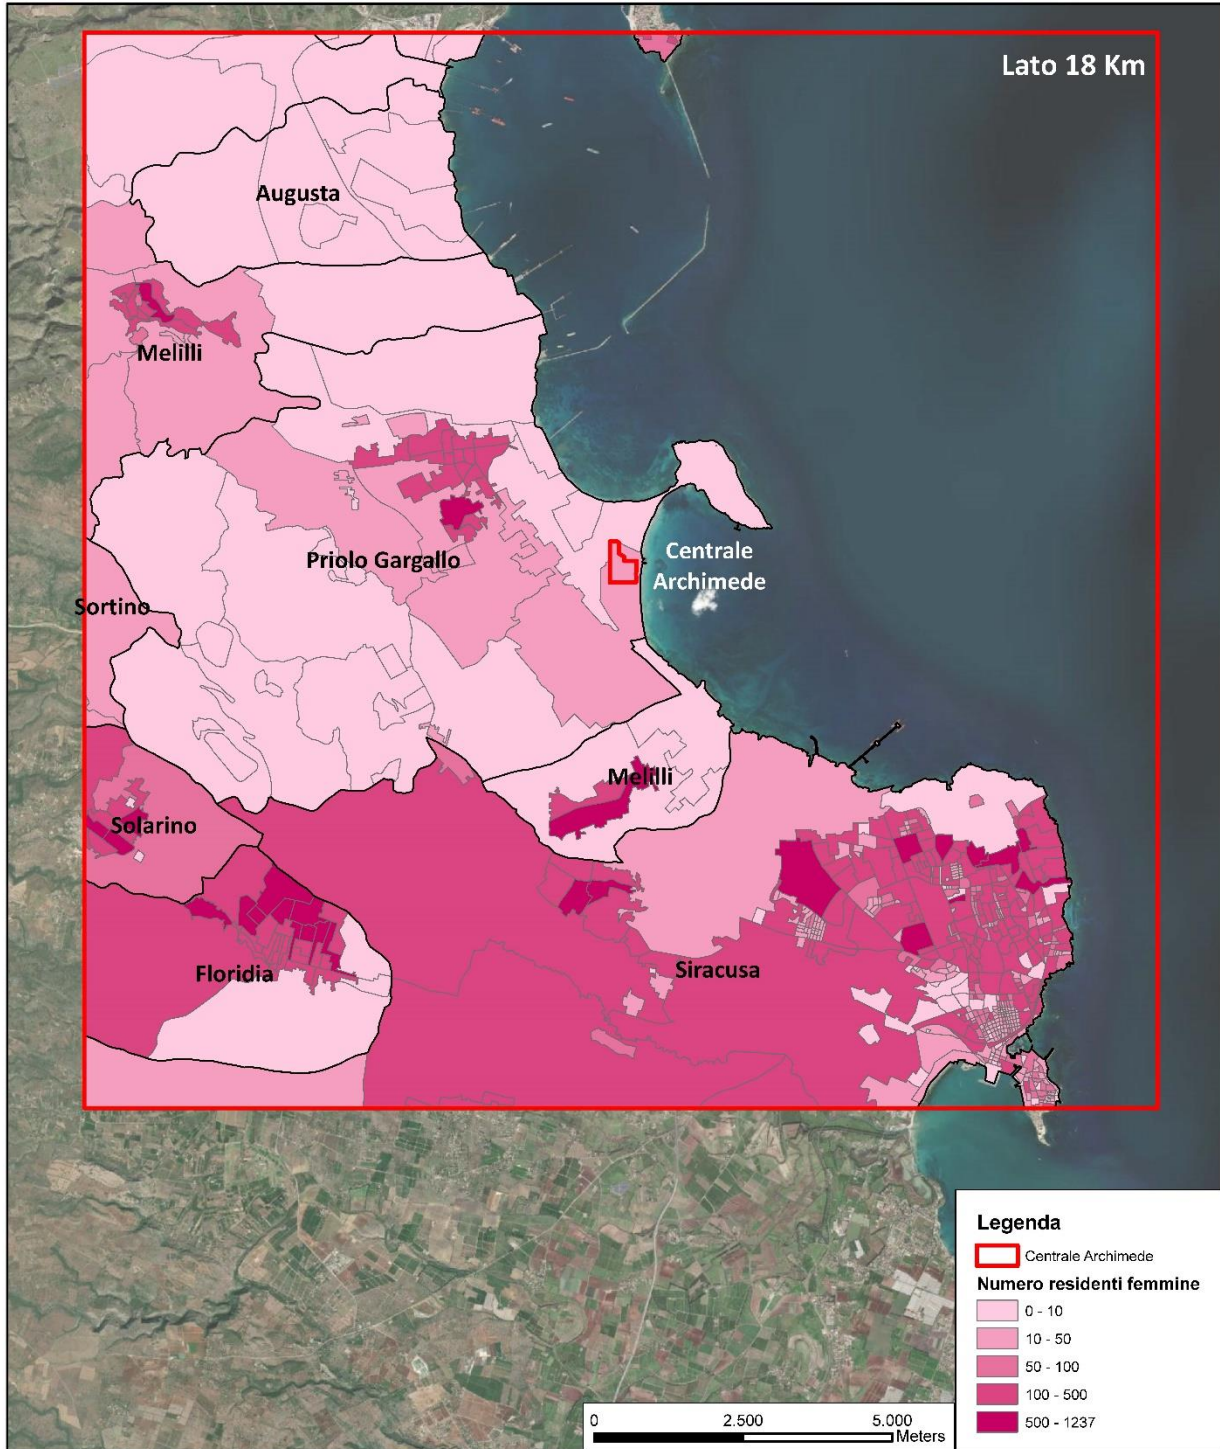 Lato 18 Km
Augusta
Melilli
Priolo Gargallo
Centrale
Archimede
Sortino
Melilli
Solarino
Floridia
Siracusa
Legenda
Centrale Archimede
Numero residenti femmine
0 - 10
10 - 50
50 - 100
100 - 500
500 - 1237
0 2.500 5.000
Meters